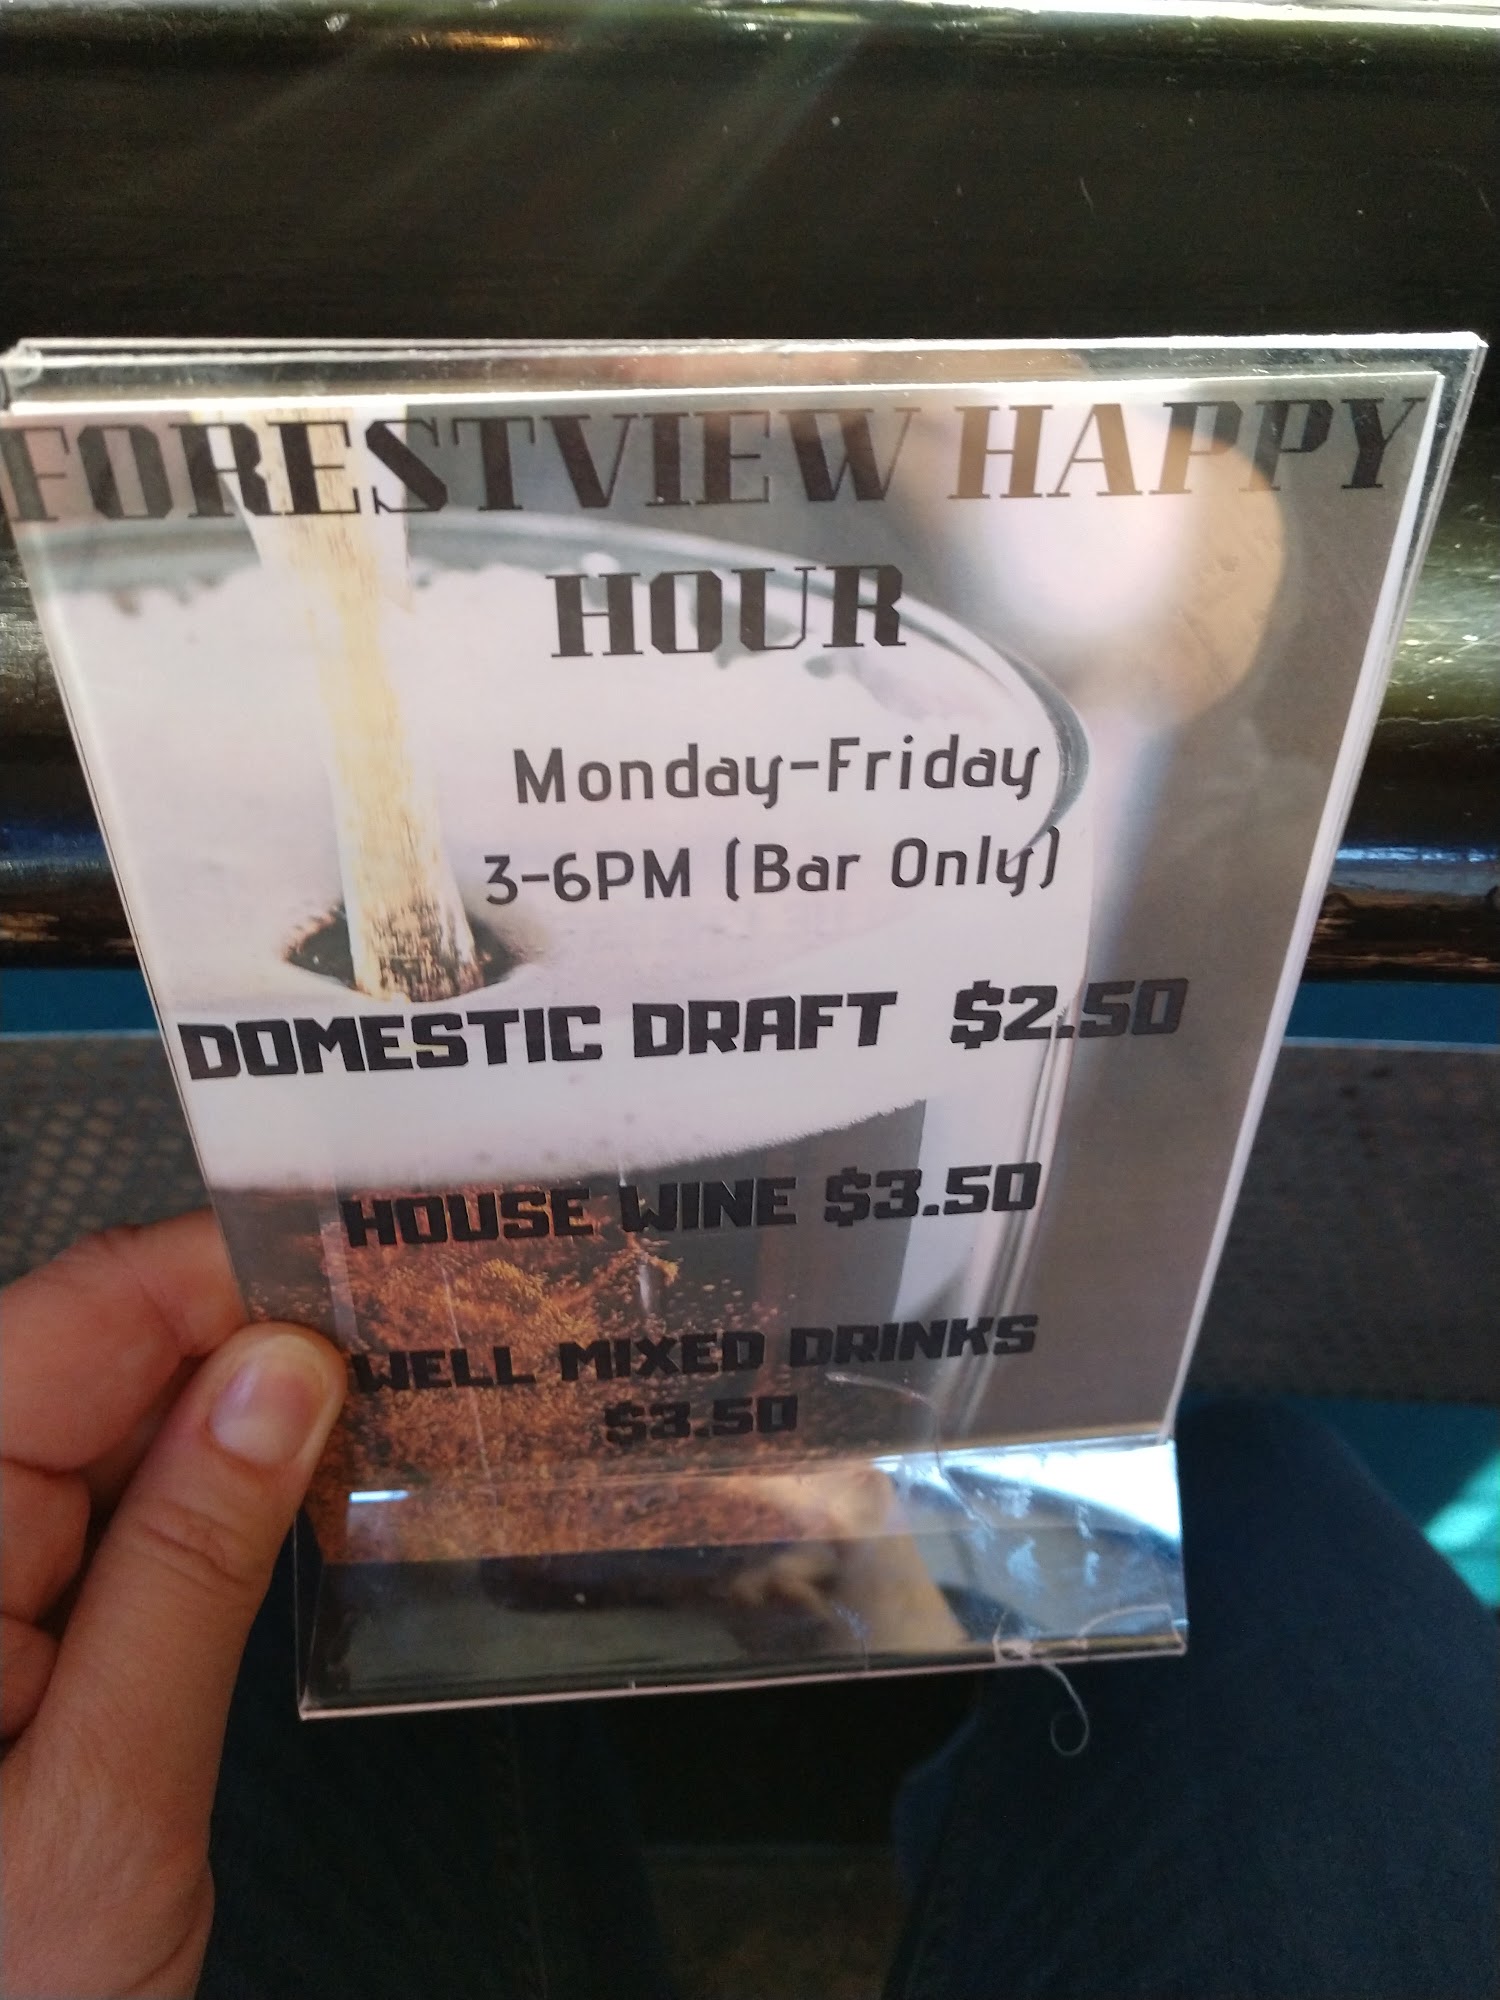 FORESTVIEW HAPPY
HOUR
Monday-Friday
3-6PM (Bar Only)
DOMESTIC DRAFT $2.50
HOUSE WINE $3.50
WELL MIXED DRINKS
$3.50